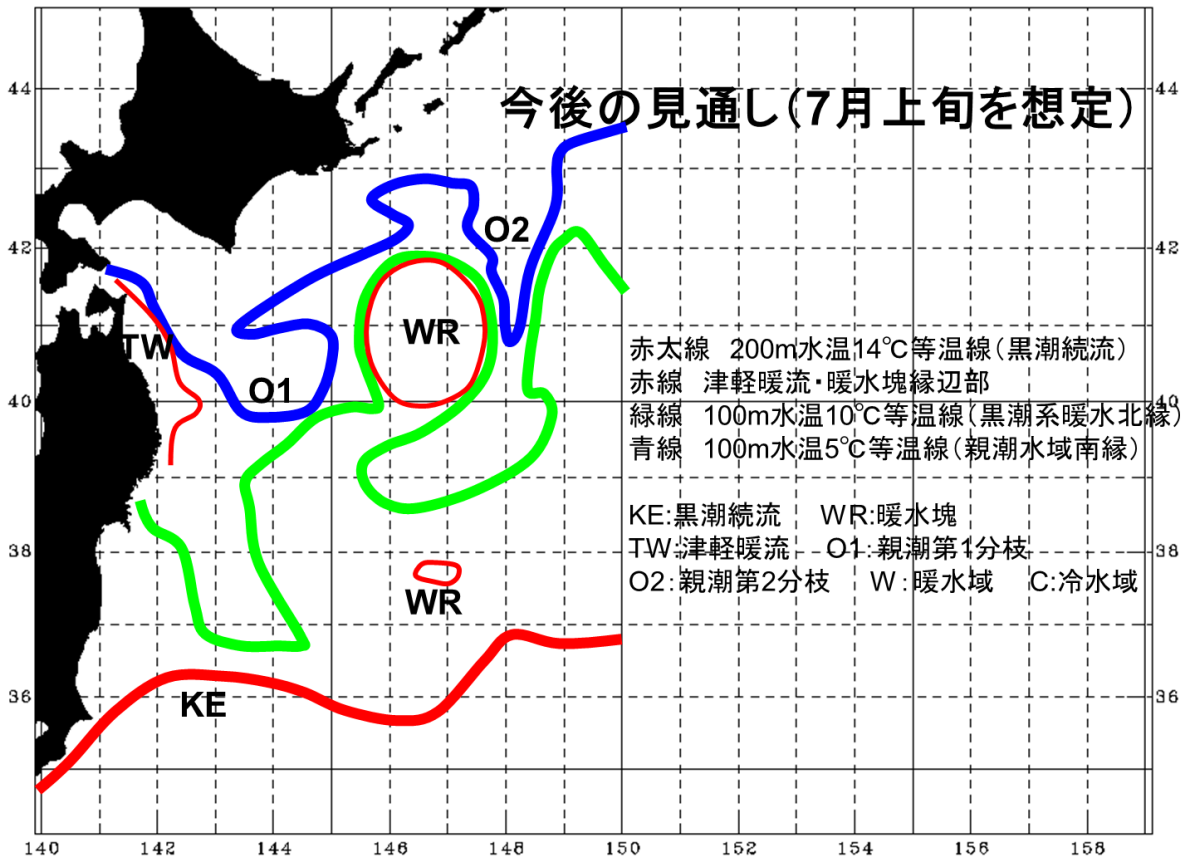 44
44
今後の見通し(7月上旬を想定)
O2
42
42
WR
TW
赤太線 200m水温14℃等温線(黒潮続流)
赤線 津軽暖流・暖水塊縁辺部
O1
40
40
緑線 100m水温10℃等温線(黒潮系暖水北縁)
青線 100m水温5℃等温線(親潮水域南縁)
KE:黒潮続流 WR:暖水塊
38
38
TW:津軽暖流 O1:親潮第1分枝
O2:親潮第2分枝 W:暖水域 C:冷水域
WR
36
36
KE
140 142 144 146 148 150 152 154 156 158